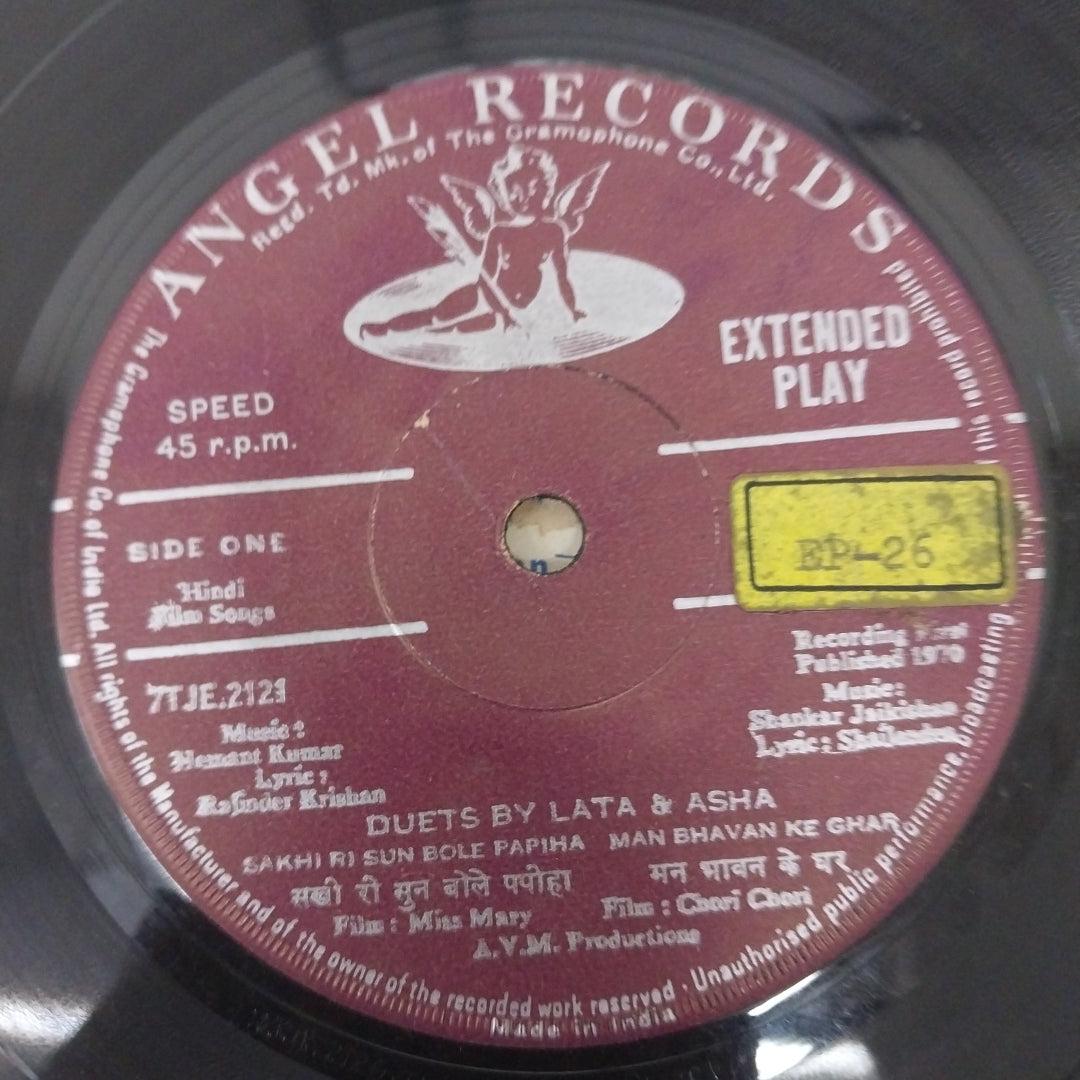 ANGEL RECORDS
Regd. Td. Mk. of The Gramophone Co., Ltd.
EXTENDED
PLAY
SPEED
45 r.p.m.
SIDE ONE
Hindi
Film Songs
EP-26
7TJE.2121
Recording First
Published 1970
Music:
Hemant Kumar
Lyric:
Rajinder Krishan
Music:
Shankar Jaikishan
Lyric: Shailendra
DUETS BY LATA & ASHA
SAKHI RI SUN BOLE PAPIHA MAN BHAVAN KE GHAR
सखी री सुन बोले पपीहा मन भावन के घर
Film: Miss Mary Film: Chori Chori
A.V.M. Productions
The Gramophone Co. of India Ltd. All rights of the Manufacturer and of the owner of the recorded work reserved · Unauthorised public performance, broadcasting this record prohibited
Made in India
n